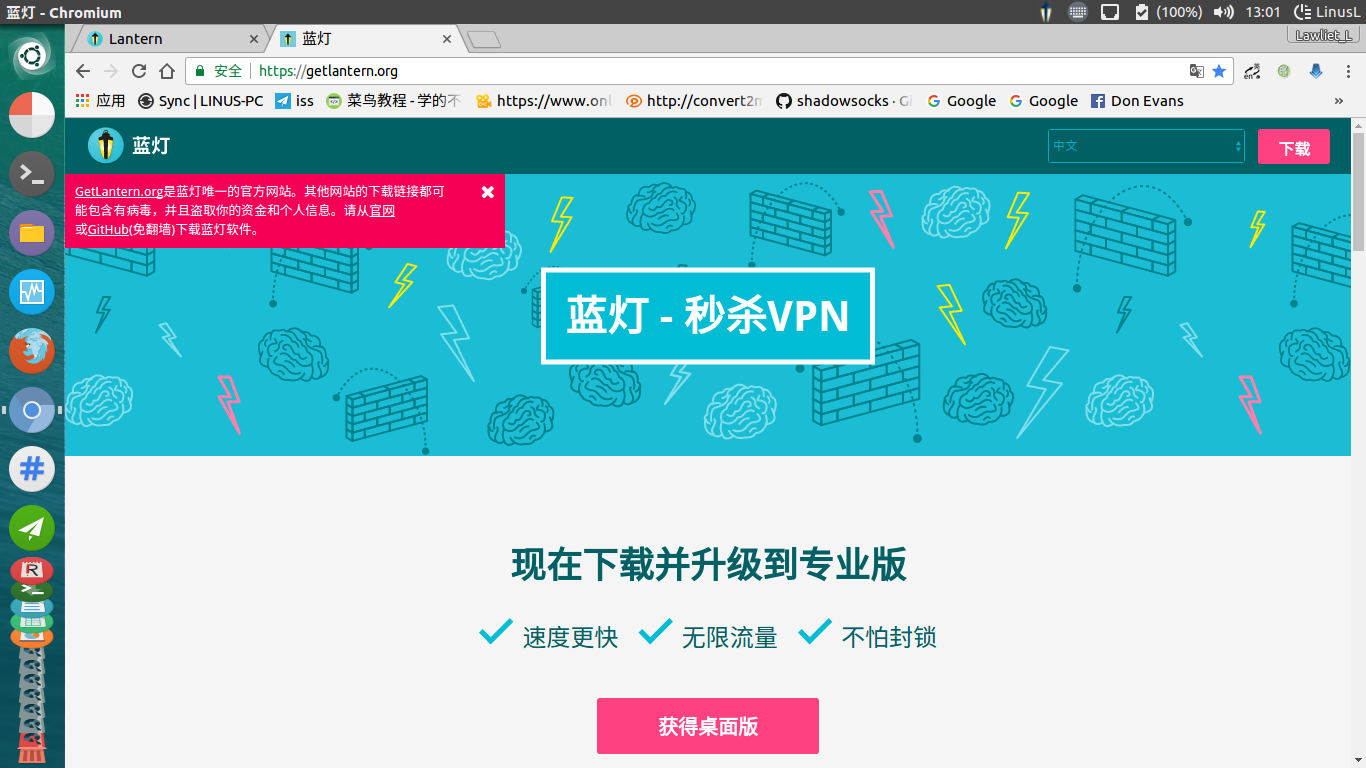 蓝灯 - Chromium
(100%)
13:01
LinusL
Lantern
蓝灯
Lawliet_L
安全
https://getlantern.org
应用
Sync | LINUS-PC
iss
菜鸟教程 - 学的不
https://www.onl
http://convert2m
shadowsocks · Gi
Google
Google
Don Evans
»
蓝灯
中文
下载
GetLantern.org是蓝灯唯一的官方网站。其他网站的下载链接都可
能包含有病毒，并且盗取你的资金和个人信息。请从官网
或GitHub(免翻墙)下载蓝灯软件。
蓝灯 - 秒杀VPN
现在下载并升级到专业版
速度更快
无限流量
不怕封锁
获得桌面版